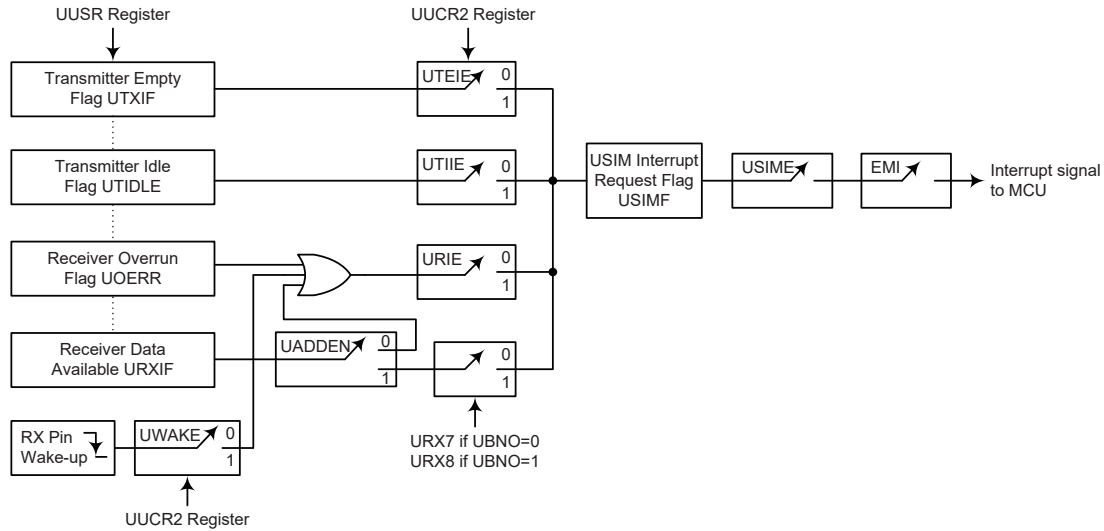 UUSR Register
UUCR2 Register
Transmitter Empty
Flag UTXIF
UTEIE
0
1
Transmitter Idle
Flag UTIDLE
UTIIE
0
1
USIM Interrupt
Request Flag
USIMF
USIME
EMI
Interrupt signal
to MCU
Receiver Overrun
Flag UOERR
URIE
0
1
Receiver Data
Available URXIF
UADDEN
0
1
0
1
RX Pin
Wake-up
UWAKE
0
1
URX7 if UBNO=0
URX8 if UBNO=1
UUCR2 Register